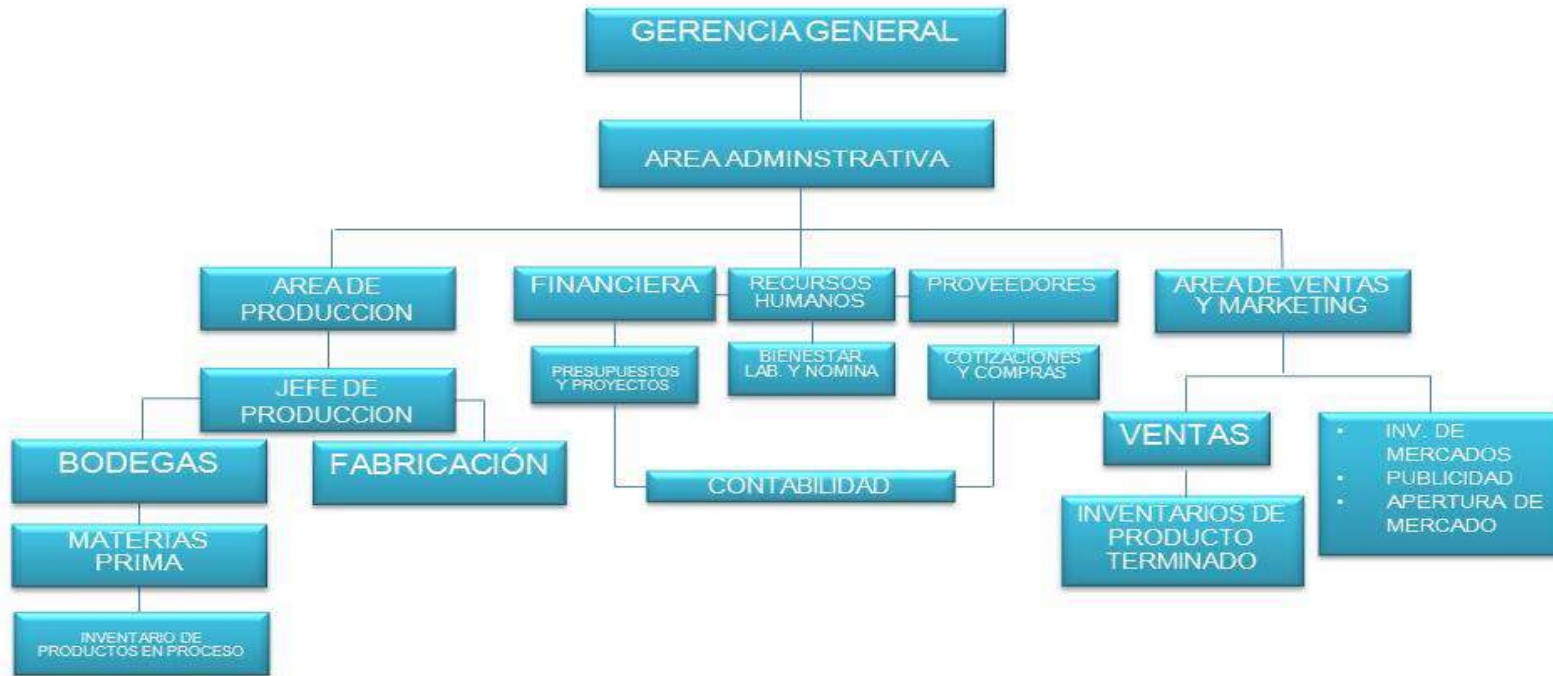 GERENCIA GENERAL
AREA ADMINSTRATIVA
AREA DE
PRODUCCION
FINANCIERA
RECURSOS
HUMANOS
PROVEEDORES
AREA DE VENTAS
Y MARKETING
PRESUPUESTOS
Y PROYECTOS
BIENESTAR
LAB. Y NOMINA
COTIZACIONES
Y COMPRAS
JEFE DE
PRODUCCION
BODEGAS
FABRICACIÓN
CONTABILIDAD
VENTAS
• INV. DE
MERCADOS
• PUBLICIDAD
• APERTURA DE
MERCADO
MATERIAS
PRIMA
INVENTARIOS DE
PRODUCTO
TERMINADO
INVENTARIO DE
PRODUCTOS EN PROCESO